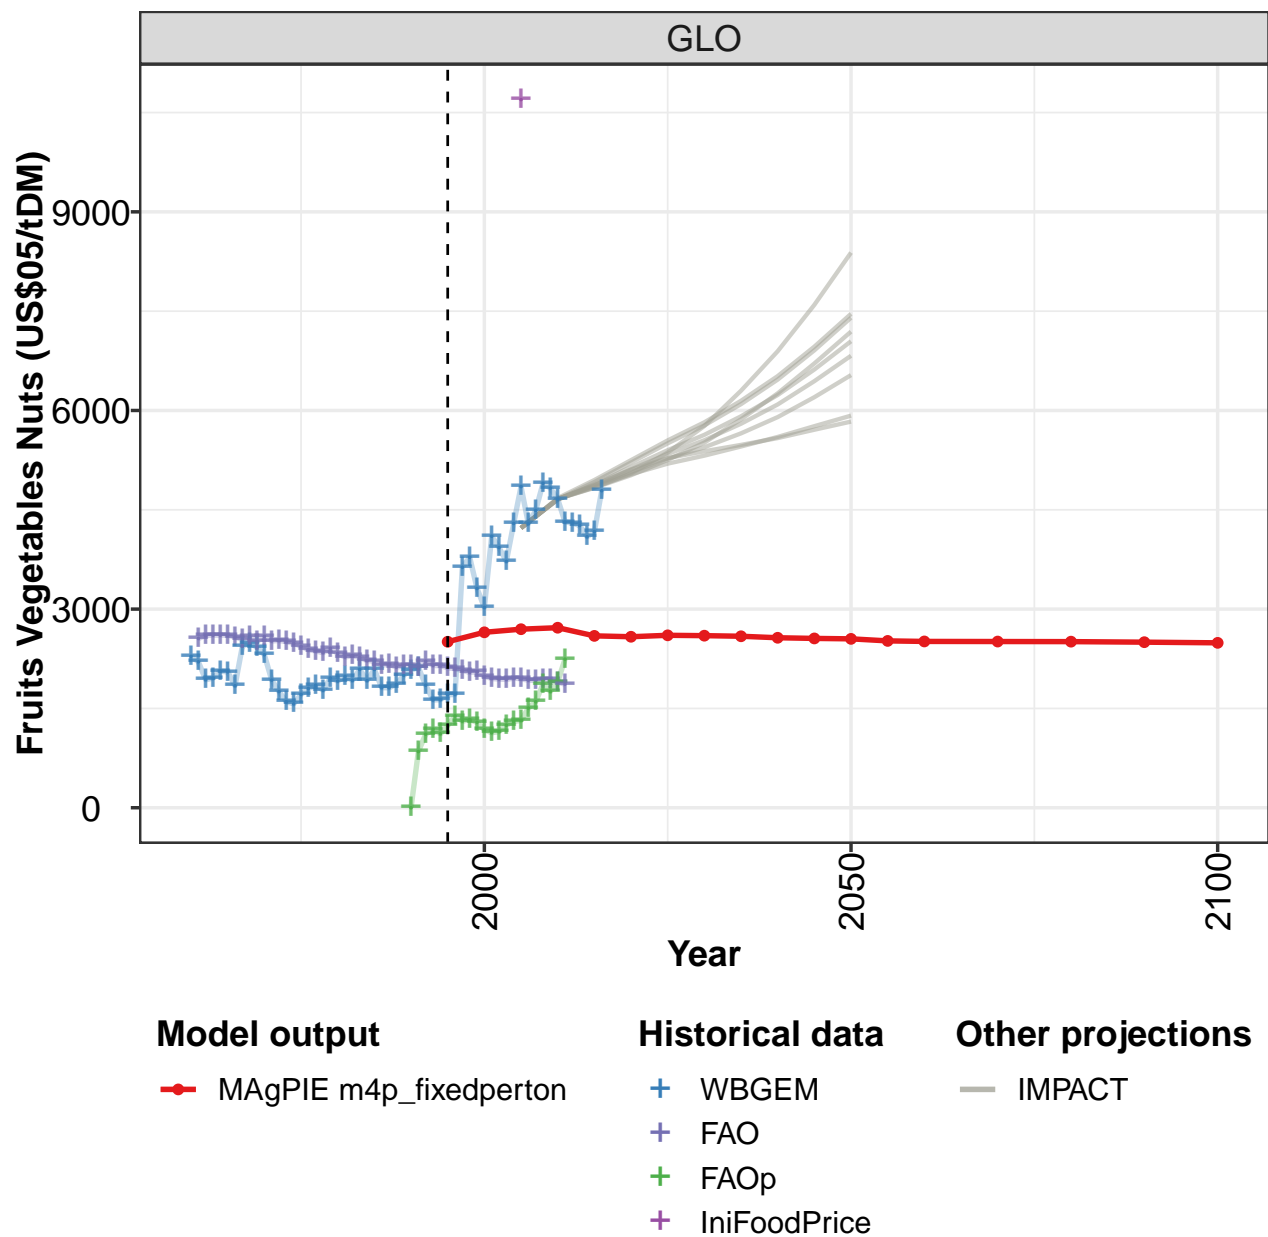 GLO
Fruits Vegetables Nuts (US$05/tDM)
9000
6000
3000
0
2000
2050
2100
Year
Model output
MAgPIE m4p_fixedperton
Historical data
WBGEM
FAO
FAOp
IniFoodPrice
Other projections
IMPACT